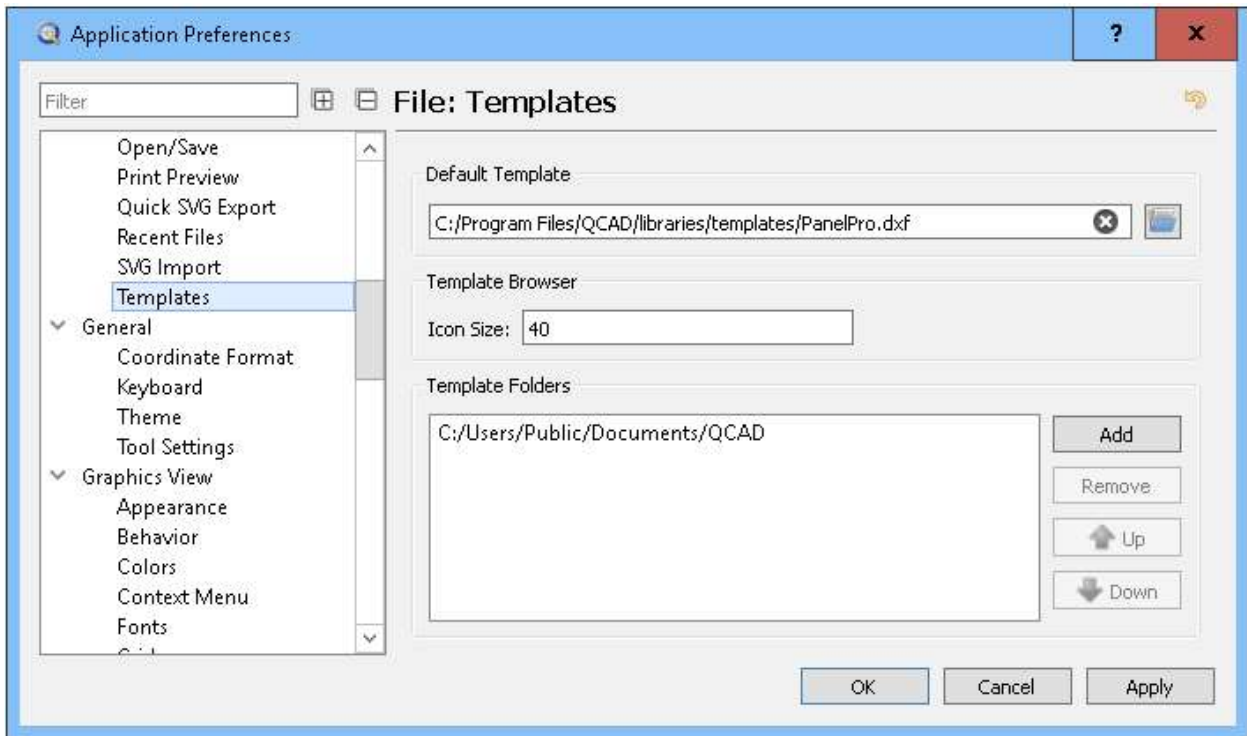 Application Preferences
?
x
Filter
File: Templates
Open/Save
Print Preview
Quick SVG Export
Recent Files
SVG Import
Templates
General
Coordinate Format
Keyboard
Theme
Tool Settings
Graphics View
Appearance
Behavior
Colors
Context Menu
Fonts
Default Template
C:/Program Files/QCAD/libraries/templates/PanelPro.dxf
Template Browser
Icon Size: 40
Template Folders
C:/Users/Public/Documents/QCAD
Add
Remove
Up
Down
OK Cancel Apply